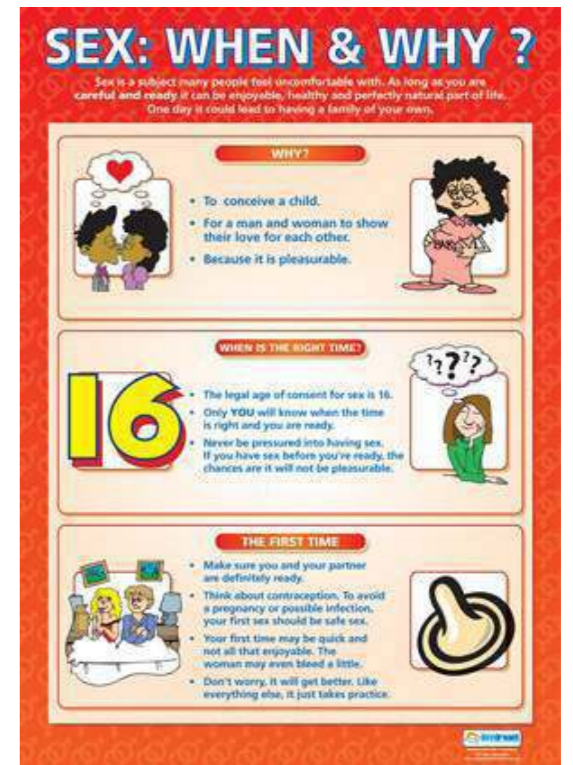 SEX: WHEN & WHY ?
Sex is a subject many people feel uncomfortable with. As long as you are
careful and ready it can be enjoyable, healthy and perfectly natural part of life.
One day it could lead to having a family of your own.
WHY?
• To conceive a child.
• For a man and woman to show
their love for each other.
• Because it is pleasurable.
BABY
WHEN IS THE RIGHT TIME?
16
???
??
• The legal age of consent for sex is 16.
• Only YOU will know when the time
is right and you are ready.
• Never be pressured into having sex.
If you have sex before you're ready, the
chances are it will not be pleasurable.
THE FIRST TIME
• Make sure you and your partner
are definitely ready.
• Think about contraception. To avoid
a pregnancy or possible infection,
your first sex should be safe sex.
• Your first time may be quick and
not all that enjoyable. The
woman may even bleed a little.
• Don't worry, it will get better. Like
everything else, it just takes practice.